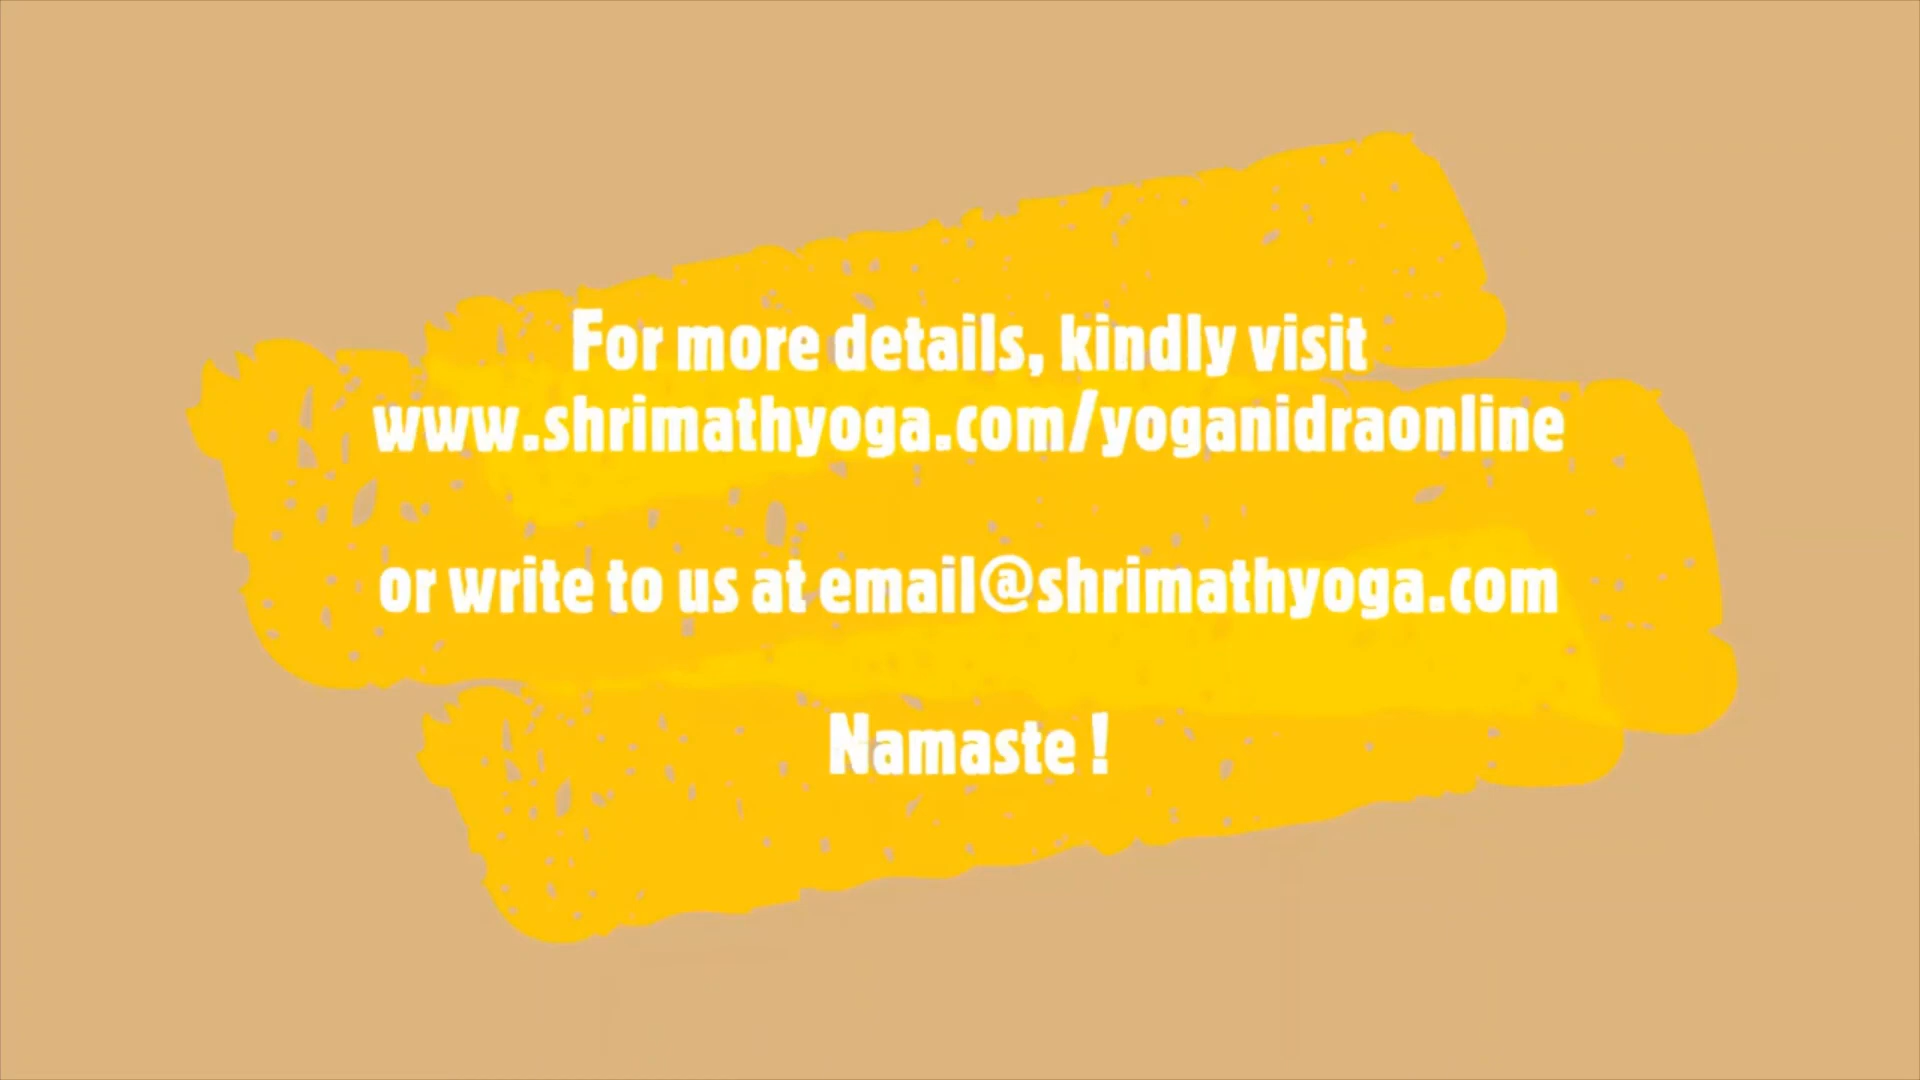 For more details, kindly visit
www.shrimathyoga.com/yoganidraonline
or write to us at email@shrimathyoga.com
Namaste !